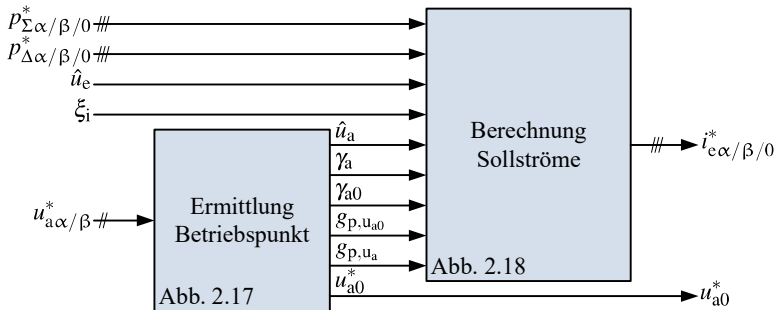 p*Σα/β/0
p*Δα/β/0
ûe
ξi
ûa
γa
γa0
gp,ua0
gp,ua
u*a0
u*aα/β
Ermittlung
Betriebspunkt
Abb. 2.17
Berechnung
Sollströme
Abb. 2.18
i*eα/β/0
u*a0